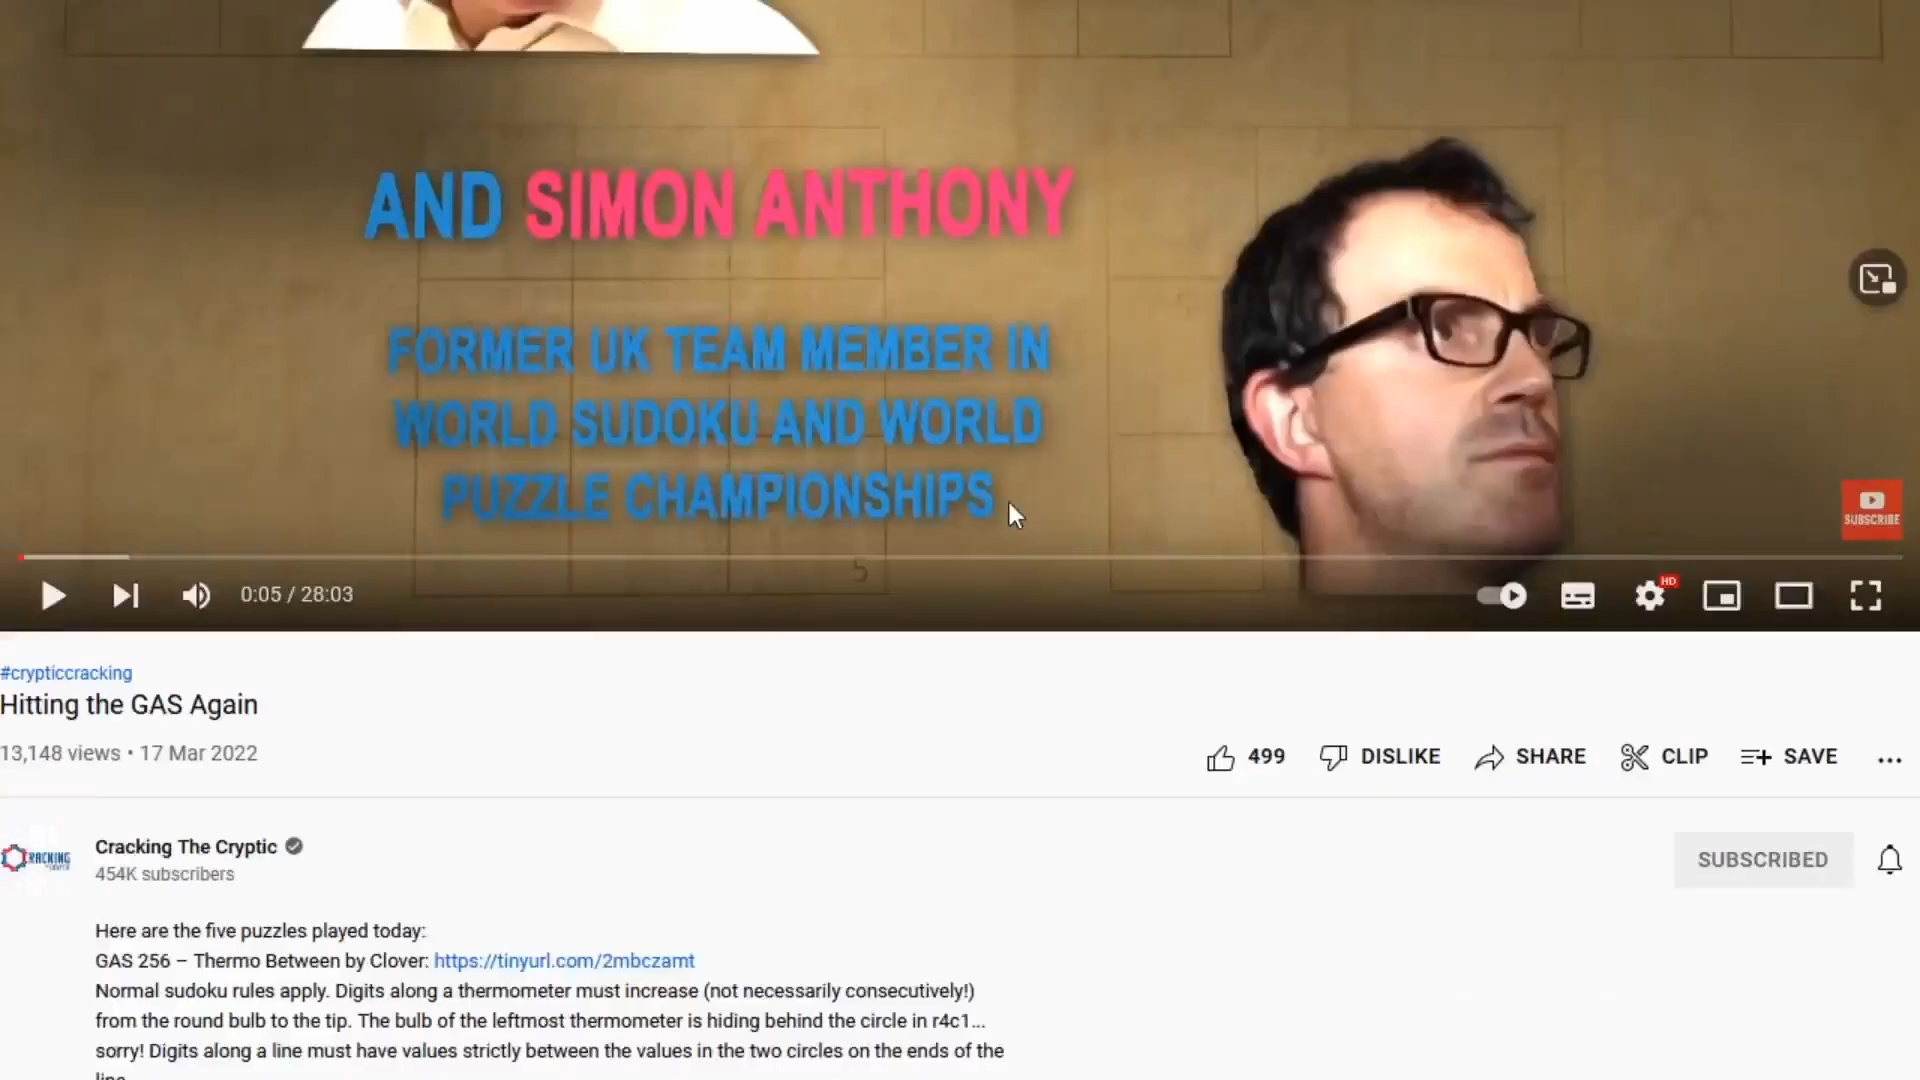 AND SIMON ANTHONY
FORMER UK TEAM MEMBER IN
WORLD SUDOKU AND WORLD
PUZZLE CHAMPIONSHIPS
5
SUBSCRIBE
0:05 / 28:03
HD
#crypticcracking
Hitting the GAS Again
13,148 views • 17 Mar 2022
499 DISLIKE SHARE CLIP SAVE ...
RACKING
Cracking The Cryptic
454K subscribers
SUBSCRIBED
Here are the five puzzles played today:
GAS 256 – Thermo Between by Clover: https://tinyurl.com/2mbczamt
Normal sudoku rules apply. Digits along a thermometer must increase (not necessarily consecutively!)
from the round bulb to the tip. The bulb of the leftmost thermometer is hiding behind the circle in r4c1...
sorry! Digits along a line must have values strictly between the values in the two circles on the ends of the